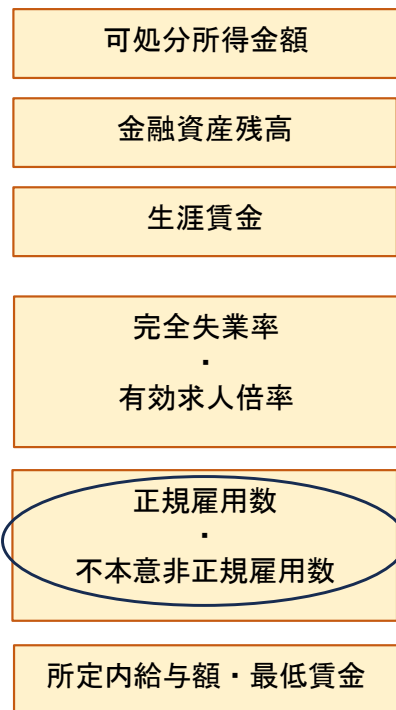 可処分所得金額
金融資産残高
生涯賃金
完全失業率
・
有効求人倍率
正規雇用数
・
不本意非正規雇用数
所定内給与額・最低賃金